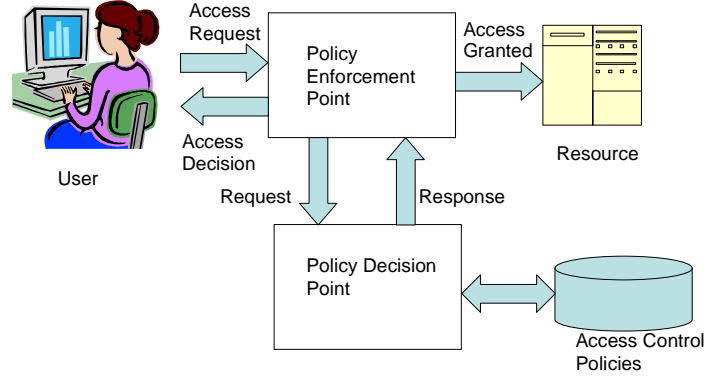 Access
Request
Policy
Enforcement
Point
Access
Granted
Access
Decision
User
Resource
Request
Response
Policy Decision
Point
Access Control
Policies